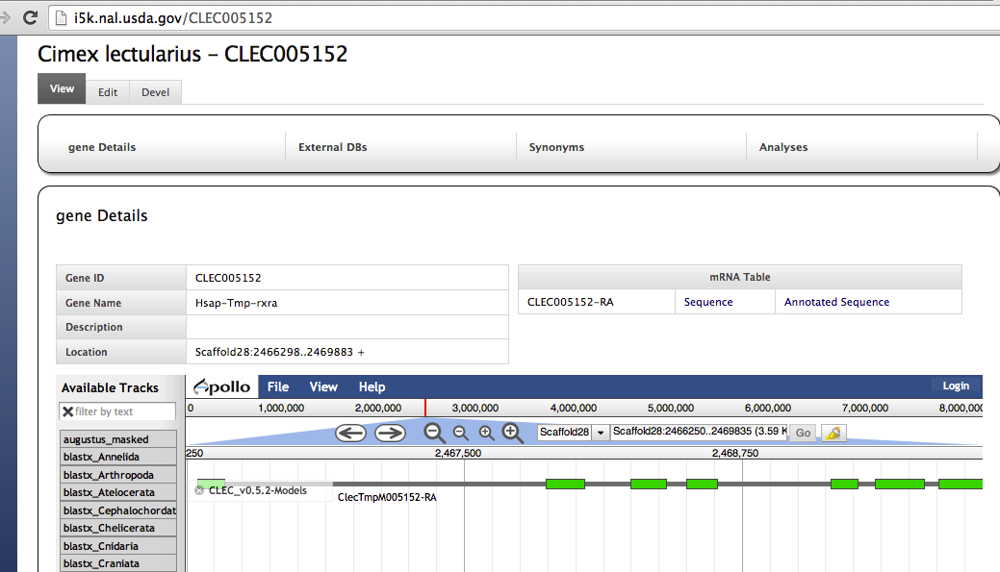 i5k.nal.usda.gov/CLEC005152
Cimex lectularius – CLEC005152
View Edit Devel
gene Details External DBs Synonyms Analyses
gene Details
Gene ID CLEC005152
Gene Name Hsap-Tmp-rxra
Description
Location Scaffold28:2466298..2469883 +
mRNA Table
CLEC005152-RA Sequence Annotated Sequence
Available Tracks
filter by text
augustus_masked
blastx_Annelida
blastx_Arthropoda
blastx_Atelocerata
blastx_Cephalochordat
blastx_Chelicerata
blastx_Cnidaria
blastx_Craniata
Apollo File View Help Login
0 1,000,000 2,000,000 3,000,000 4,000,000 5,000,000 6,000,000 7,000,000 8,000,00
Scaffold28 Scaffold28:2466250..2469835 (3.59 K Go
250 2,467,500 2,468,750
CLEC_v0.5.2-Models
ClecTmpM005152-RA